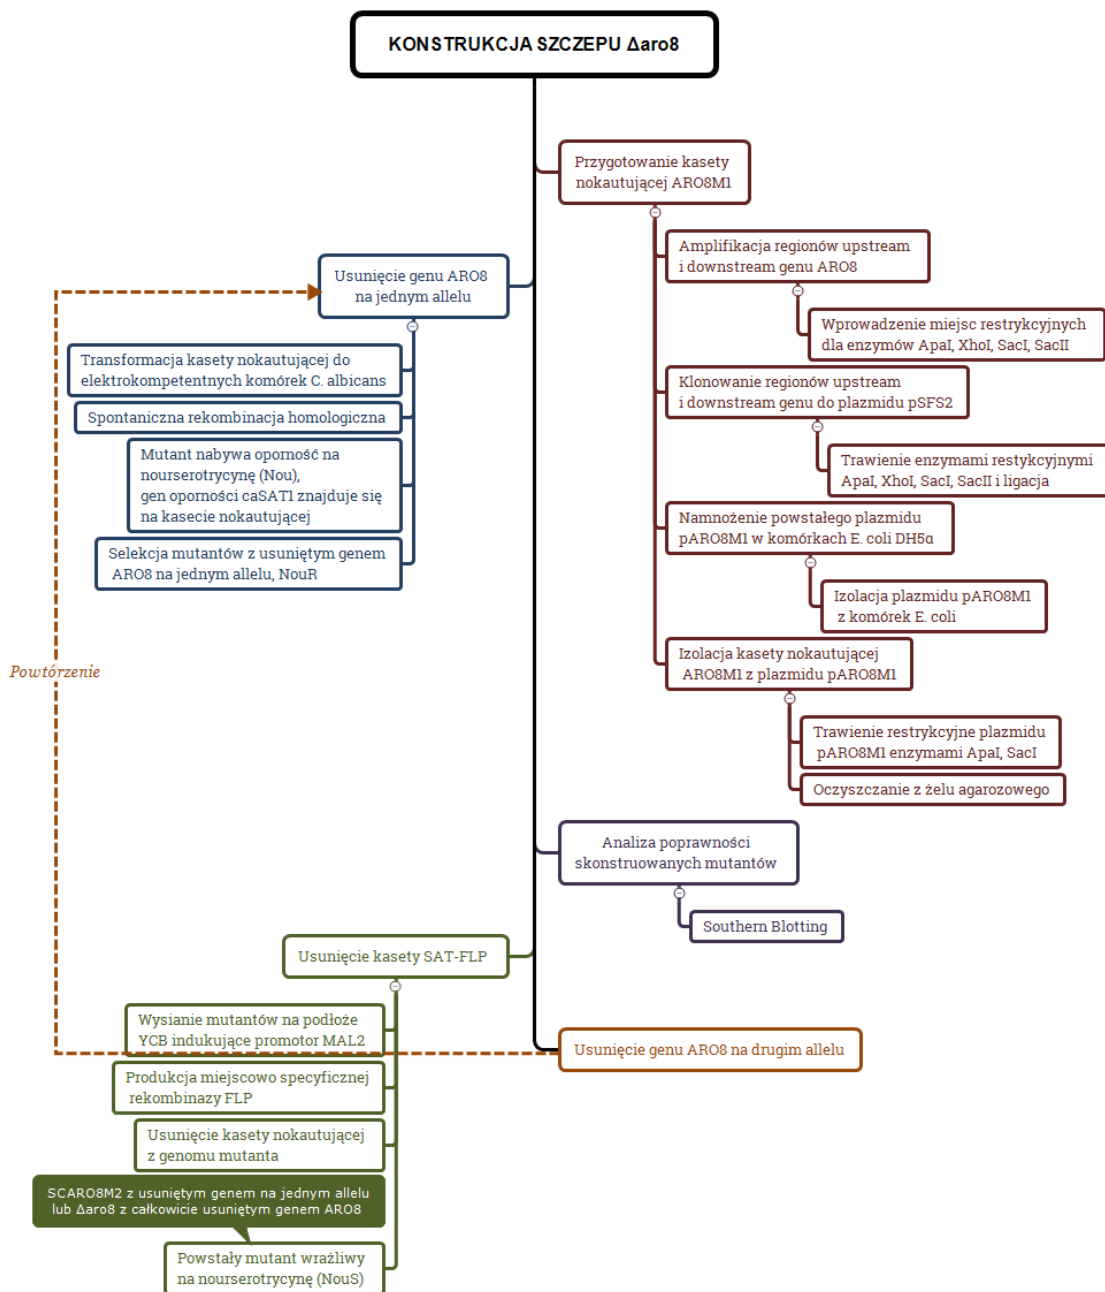 KONSTRUKCJA SZCZEPU Δaro8
Przygotowanie kasety
nokautującej ARO8M1
Amplifikacja regionów upstream
i downstream genu ARO8
Wprowadzenie miejsc restrykcyjnych
dla enzymów ApaI, XhoI, SacI, SacII
Klonowanie regionów upstream
i downstream genu do plazmidu pSFS2
Trawienie enzymami restykcyjnymi
ApaI, XhoI, SacI, SacII i ligacja
Namnożenie powstałego plazmidu
pARO8M1 w komórkach E. coli DH5α
Izolacja plazmidu pARO8M1
z komórek E. coli
Izolacja kasety nokautującej
ARO8M1 z plazmidu pARO8M1
Trawienie restrykcyjne plazmidu
pARO8M1 enzymami ApaI, SacI
Oczyszczanie z żelu agarozowego
Usunięcie genu ARO8
na jednym allelu
Transformacja kasety nokautującej do
elektrokompetentnych komórek C. albicans
Spontaniczna rekombinacja homologiczna
Mutant nabywa oporność na
nourserotrycynę (Nou),
gen oporności caSAT1 znajduje się
na kasecie nokautującej
Selekcja mutantów z usuniętym genem
ARO8 na jednym allelu, NouR
Powtórzenie
Analiza poprawności
skonstruowanych mutantów
Southern Blotting
Usunięcie kasety SAT-FLP
Wysianie mutantów na podłoże
YCB indukujące promotor MAL2
Produkcja miejscowo specyficznej
rekombinazy FLP
Usunięcie kasety nokautującej
z genomu mutanta
SCARO8M2 z usuniętym genem na jednym allelu
lub Δaro8 z całkowicie usuniętym genem ARO8
Powstały mutant wrażliwy
na nourserotrycynę (NouS)
Usunięcie genu ARO8 na drugim allelu